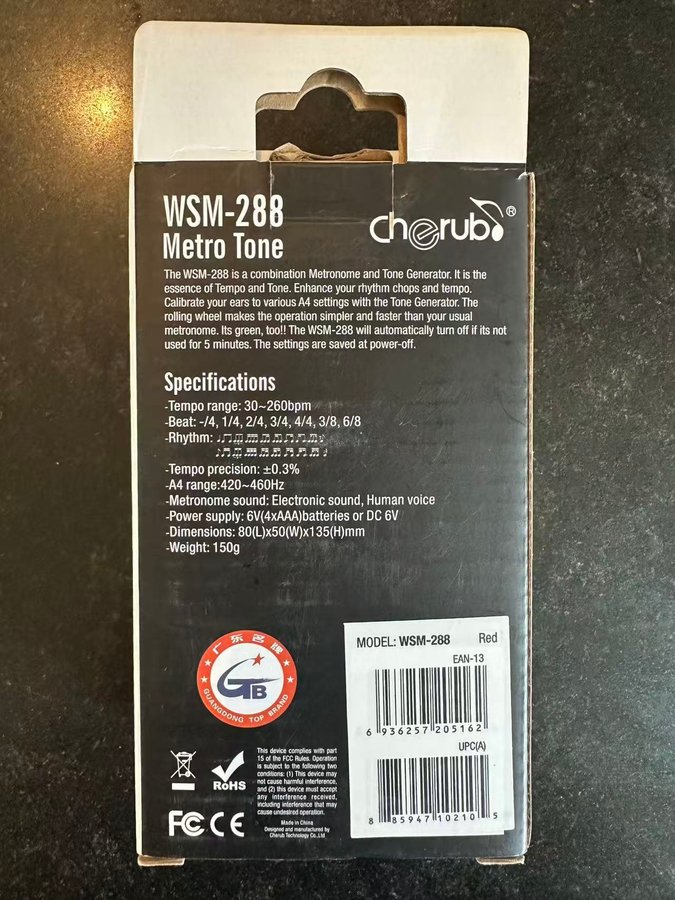 WSM-288
Metro Tone
cherub®
The WSM-288 is a combination Metronome and Tone Generator. It is the
essence of Tempo and Tone. Enhance your rhythm chops and tempo.
Calibrate your ears to various A4 settings with the Tone Generator. The
rolling wheel makes the operation simpler and faster than your usual
metronome. Its green, too!! The WSM-288 will automatically turn off if its not
used for 5 minutes. The settings are saved at power-off.
Specifications
-Tempo range: 30~260bpm
-Beat: -/4, 1/4, 2/4, 3/4, 4/4, 3/8, 6/8
-Rhythm:
-Tempo precision: ±0.3%
-A4 range:420~460Hz
-Metronome sound: Electronic sound, Human voice
-Power supply: 6V(4xAAA)batteries or DC 6V
-Dimensions: 80(L)x50(W)x135(H)mm
-Weight: 150g
广东名牌
GTB
GUANGDONG TOP BRAND
RoHS
FC CE
This device complies with part
15 of the FCC Rules. Operation
is subject to the following two
conditions: (1) This device may
not cause harmful interference,
and (2) this device must accept
any interference received,
including interference that may
cause undesired operation.
Made in China
Designed and manufactured by
Cherub Technology Co.,Ltd
MODEL: WSM-288 Red
EAN-13
6 936257 205162
UPC(A)
8 85947 10210 5